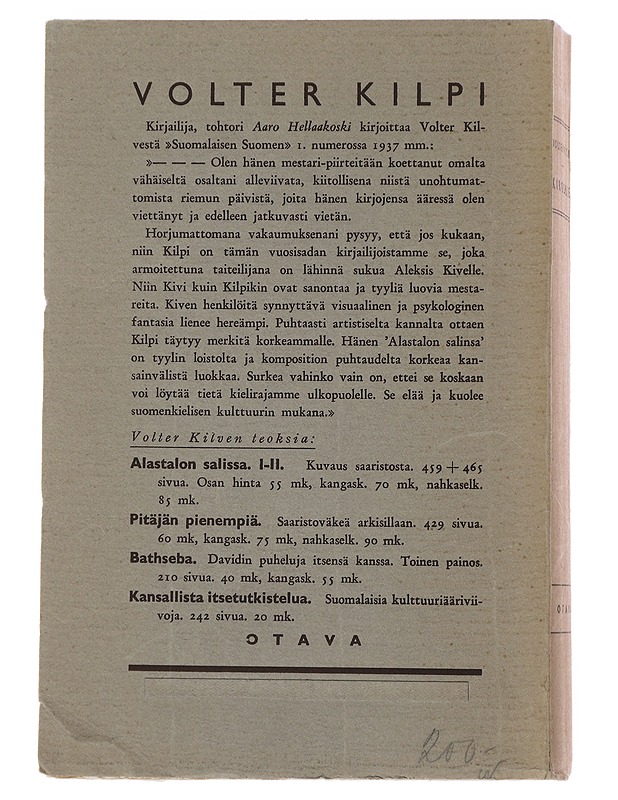 VOLTER KILPI
Kirjailija, tohtori Aaro Hellaakoski kirjoittaa Volter Kil-
vestä »Suomalaisen Suomen» 1. numerossa 1937 mm.:
»— — — Olen hänen mestari-piirteitään koettanut omalta
vähäiseltä osaltani alleviivata, kiitollisena niistä unohtumat-
tomista riemun päivistä, joita hänen kirjojensa ääressä olen
viettänyt ja edelleen jatkuvasti vietän.
Horjumattomana vakaumuksenani pysyy, että jos kukaan,
niin Kilpi on tämän vuosisadan kirjailijoistamme se, joka
armoitettuna taiteilijana on lähinnä sukua Aleksis Kivelle.
Niin Kivi kuin Kilpikin ovat sanontaa ja tyyliä luovia mesta-
reita. Kiven henkilöitä synnyttävä visuaalinen ja psykologinen
fantasia lienee hereämpi. Puhtaasti artistiselta kannalta ottaen
Kilpi täytyy merkitä korkeammalle. Hänen 'Alastalon salinsa'
on tyylin loistolta ja komposition puhtaudelta korkeaa kan-
sainvälistä luokkaa. Surkea vahinko vain on, ettei se koskaan
voi löytää tietä kielirajamme ulkopuolelle. Se elää ja kuolee
suomenkielisen kulttuurin mukana.»
Volter Kilven teoksia:
Alastalon salissa. I-II. Kuvaus saaristosta. 459 + 465
sivua. Osan hinta 55 mk, kangask. 70 mk, nahkaselk.
85 mk.
Pitäjän pienempiä. Saaristoväkeä arkisillaan. 429 sivua.
60 mk, kangask. 75 mk, nahkaselk. 90 mk.
Bathseba. Davidin puheluja itsensä kanssa. Toinen painos.
210 sivua. 40 mk, kangask. 55 mk.
Kansallista itsetutkistelua. Suomalaisia kulttuuriäärivii-
voja. 242 sivua. 20 mk.
OTAVA
200.-